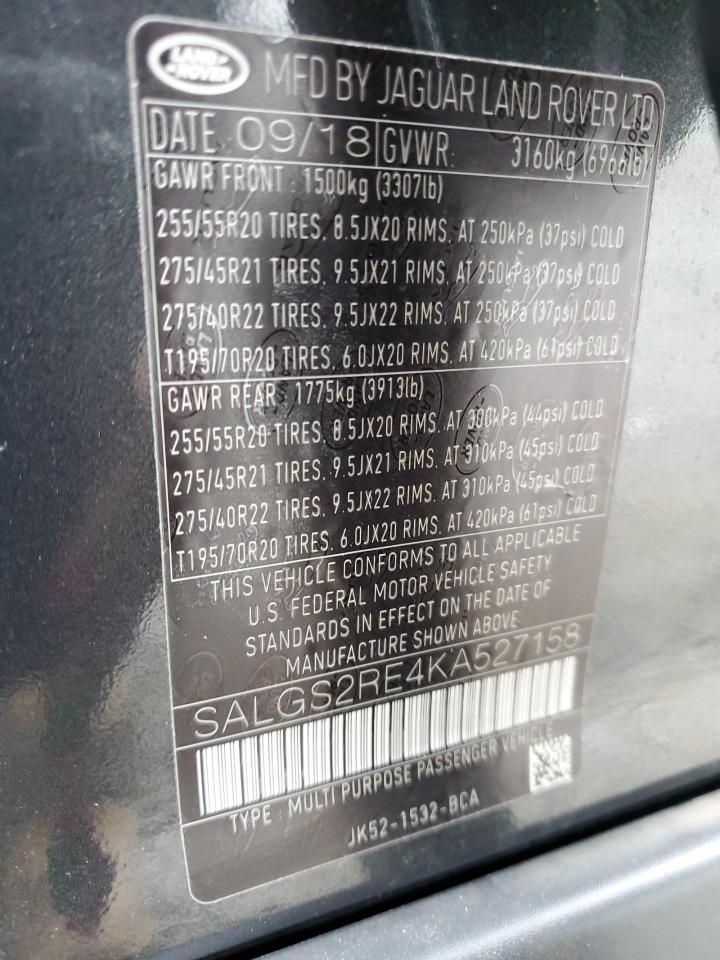 LAND ROVER MFD BY JAGUAR LAND ROVER LTD
DATE: 09/18 GVWR: 3160kg (6966lb)
GAWR FRONT: 1500kg (3307lb)
255/55R20 TIRES, 8.5JX20 RIMS, AT 250kPa (37psi) COLD
275/45R21 TIRES, 9.5JX21 RIMS, AT 250kPa (37psi) COLD
275/40R22 TIRES, 9.5JX22 RIMS, AT 250kPa (37psi) COLD
T195/70R20 TIRES, 6.0JX20 RIMS, AT 420kPa (61psi) COLD
GAWR REAR: 1775kg (3913lb)
255/55R20 TIRES, 8.5JX20 RIMS, AT 300kPa (44psi) COLD
275/45R21 TIRES, 9.5JX21 RIMS, AT 310kPa (45psi) COLD
275/40R22 TIRES, 9.5JX22 RIMS, AT 310kPa (45psi) COLD
T195/70R20 TIRES, 6.0JX20 RIMS, AT 420kPa (61psi) COLD
THIS VEHICLE CONFORMS TO ALL APPLICABLE
U.S. FEDERAL MOTOR VEHICLE SAFETY
STANDARDS IN EFFECT ON THE DATE OF
MANUFACTURE SHOWN ABOVE
SALGS2RE4KA527158
TYPE: MULTI PURPOSE PASSENGER VEHICLE
JK52-1532-BCA